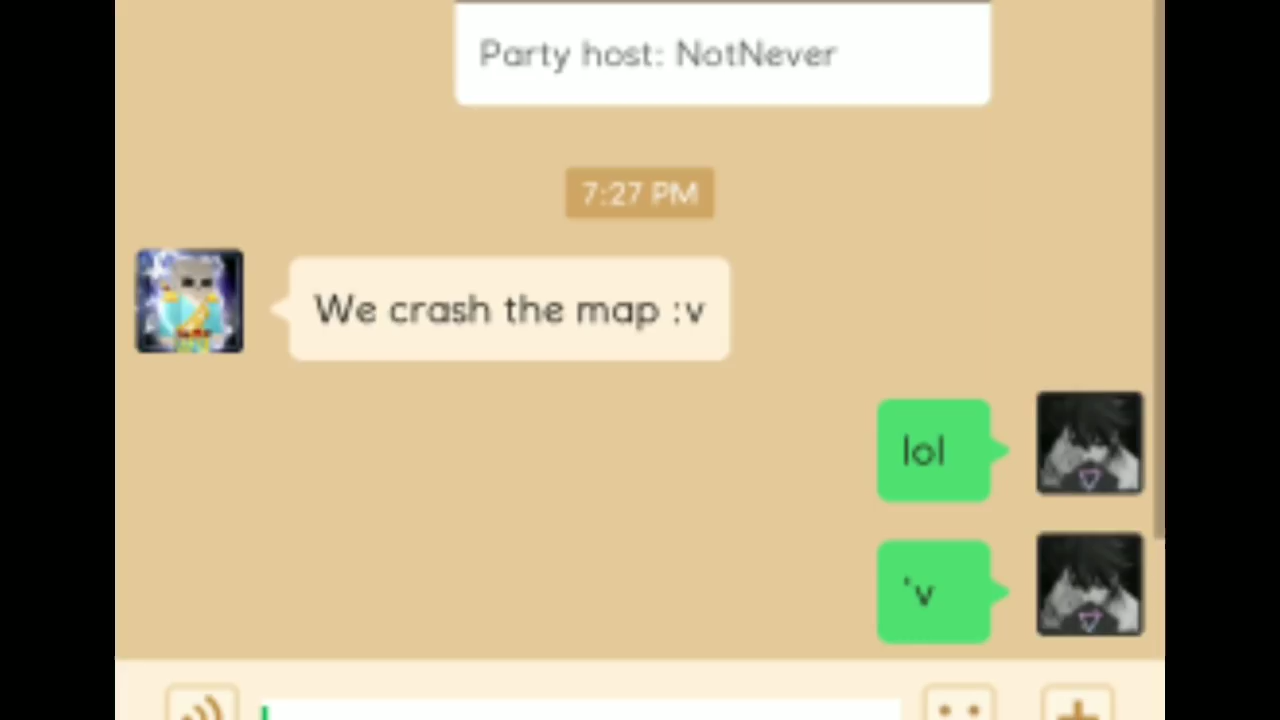 Party host: NotNever
7:27 PM
We crash the map :v
lol
'v